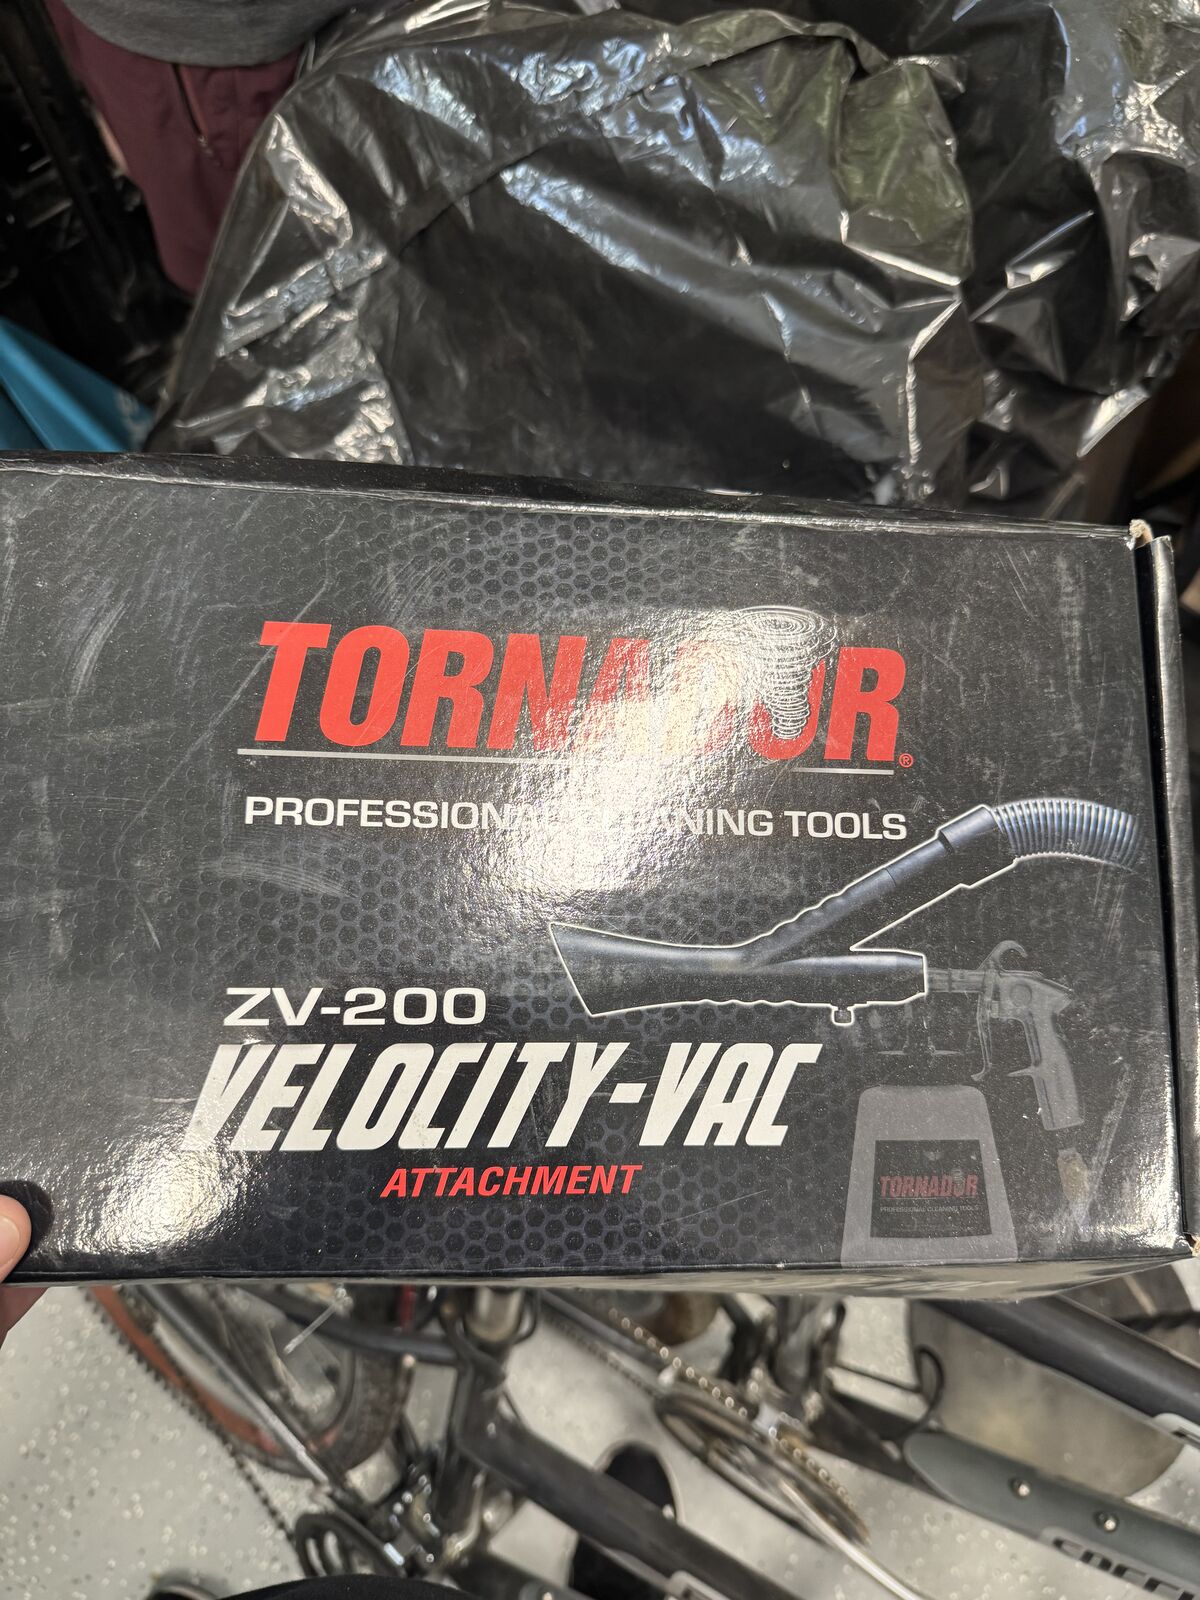 TORNADOR®
PROFESSIONAL CLEANING TOOLS
ZV-200
VELOCITY-VAC
ATTACHMENT
TORNADOR
PROFESSIONAL CLEANING TOOLS